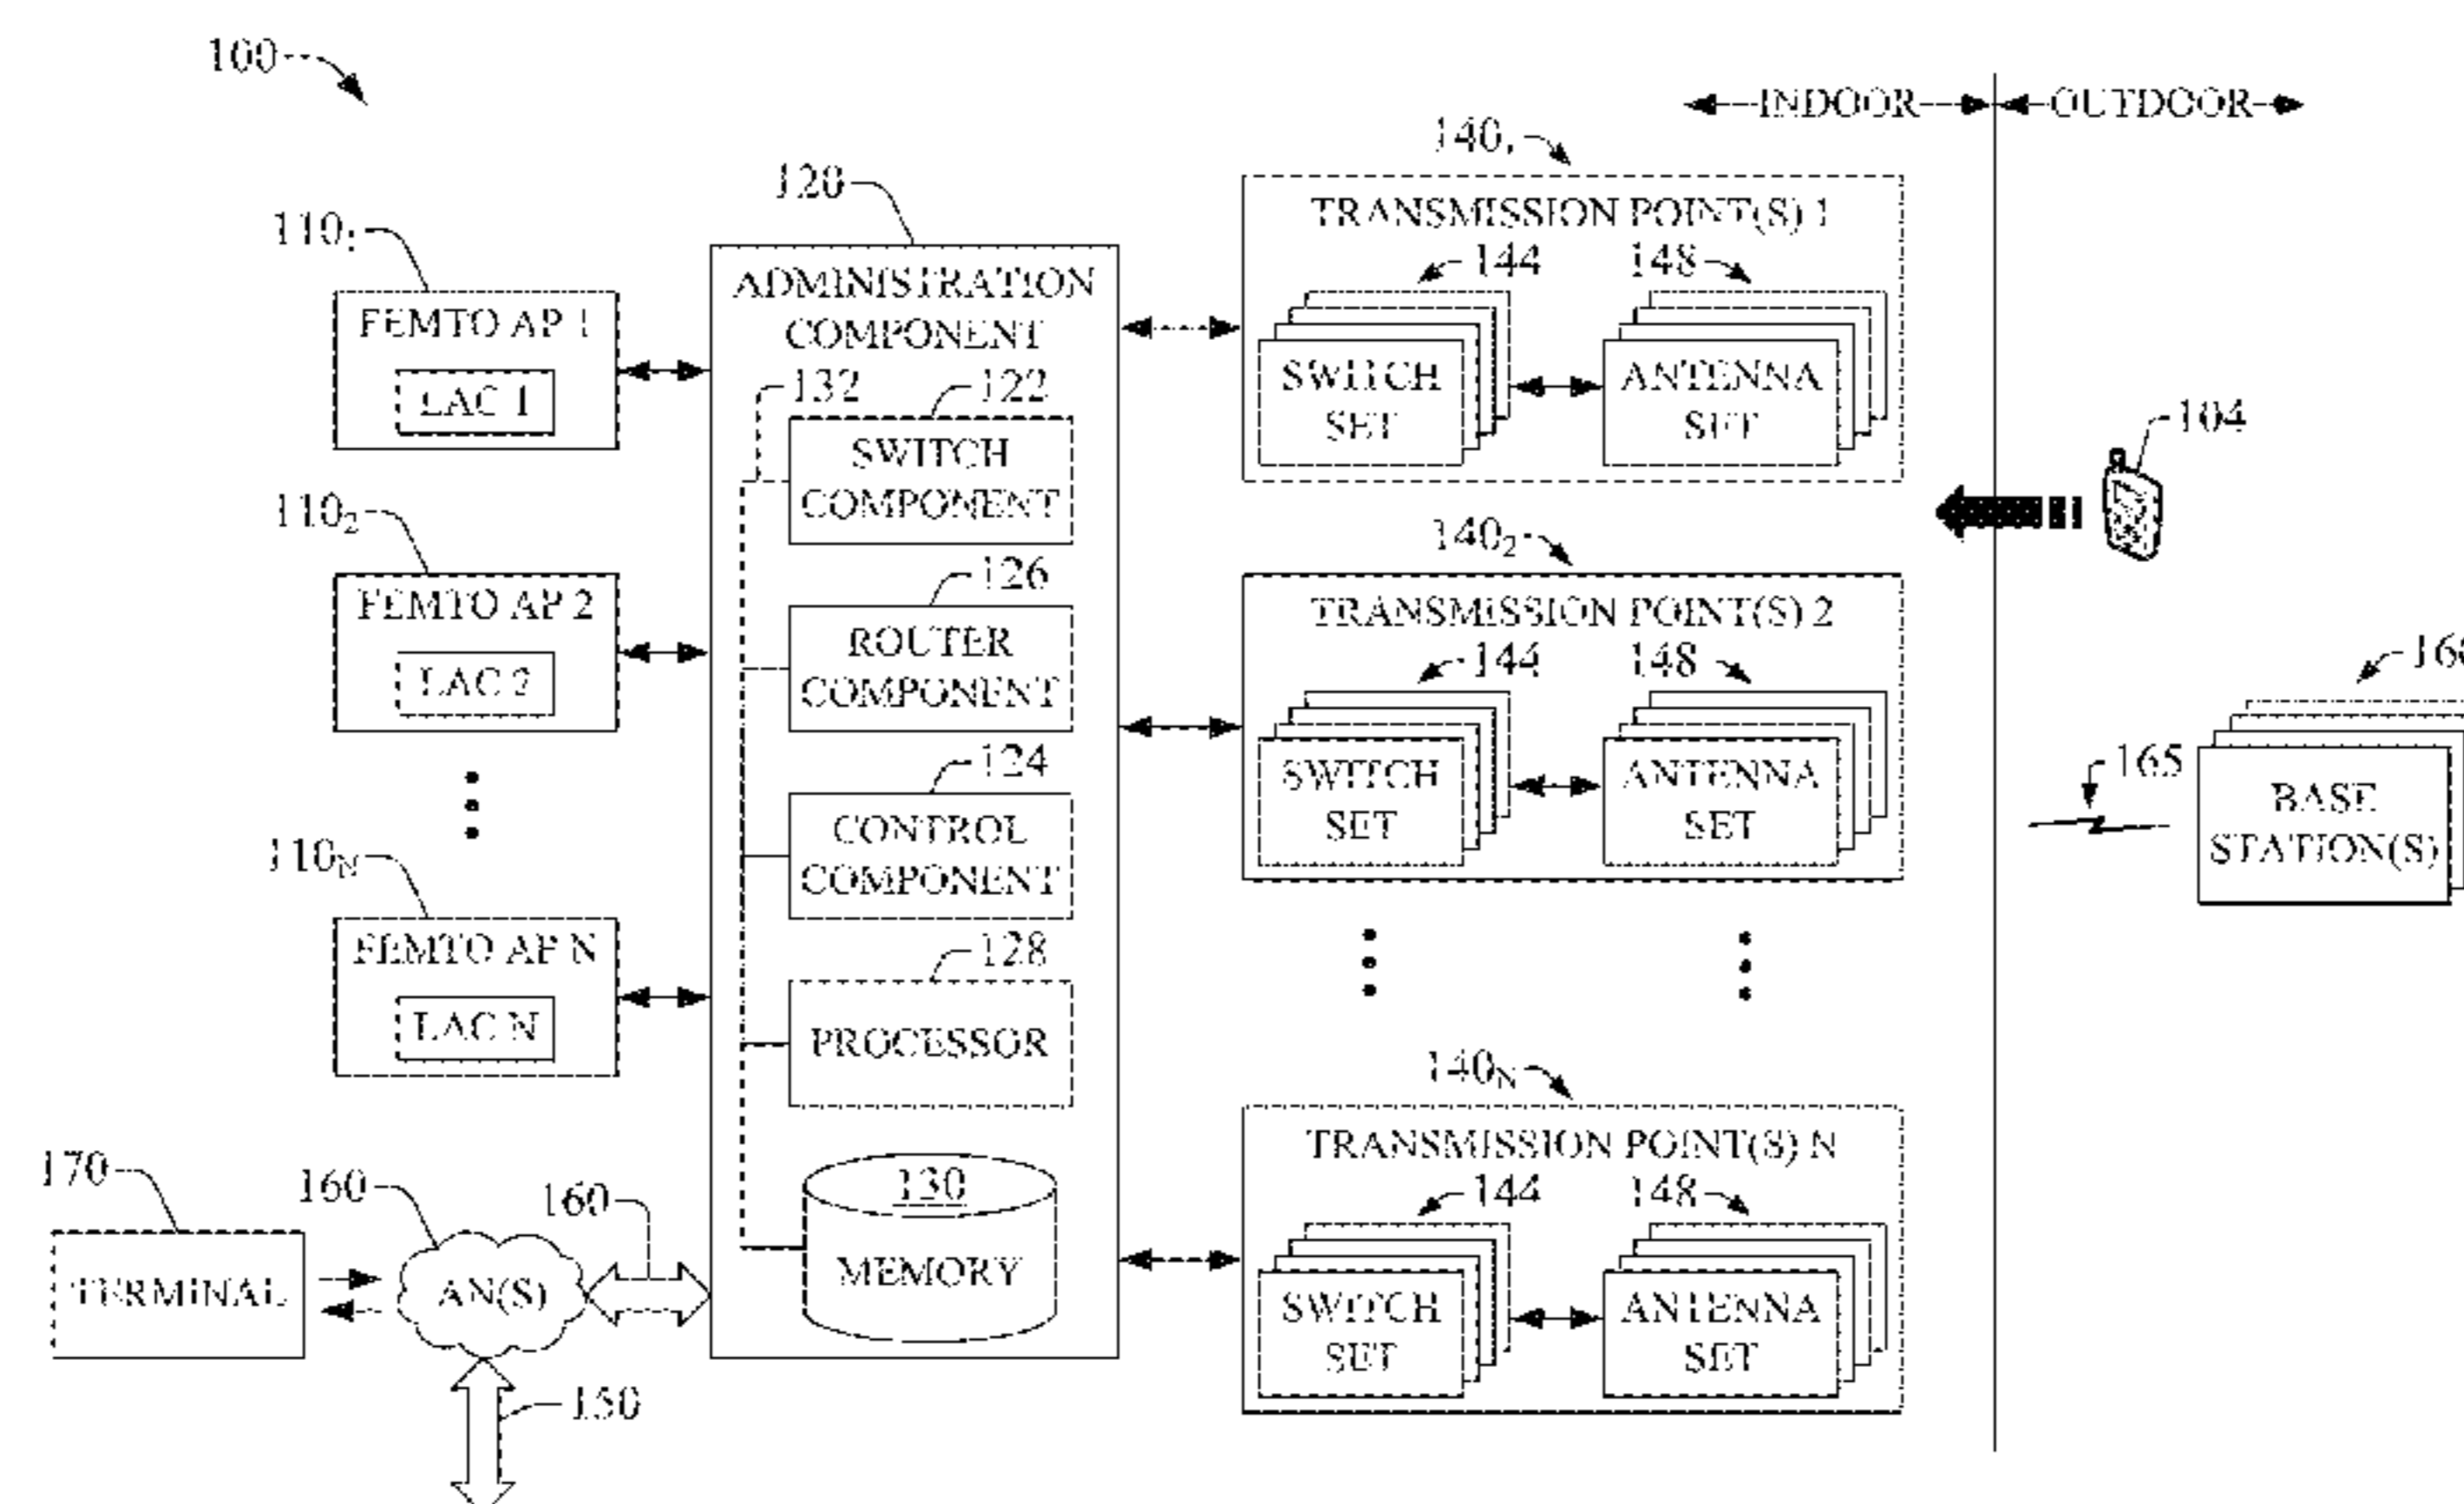 100
INDOOR OUTDOOR
140₁
120
TRANSMISSION POINT(S) 1
110₁
144 148
ADMINISTRATION
COMPONENT
FEMTO AP 1
LAC 1
132 122
SWITCH
SET
ANTENNA
SET
104
SWITCH
COMPONENT
110₂
140₂
FEMTO AP 2
LAC 2
126
ROUTER
COMPONENT
TRANSMISSION POINT(S) 2
144 148
SWITCH
SET
ANTENNA
SET
165
BASE
STATION(S)
124
CONTROL
COMPONENT
110N
FEMTO AP N
LAC N
128
PROCESSOR
140N
TRANSMISSION POINT(S) N
144 148
SWITCH
SET
ANTENNA
SET
170
160
160
130
MEMORY
TERMINAL
AN(S)
150